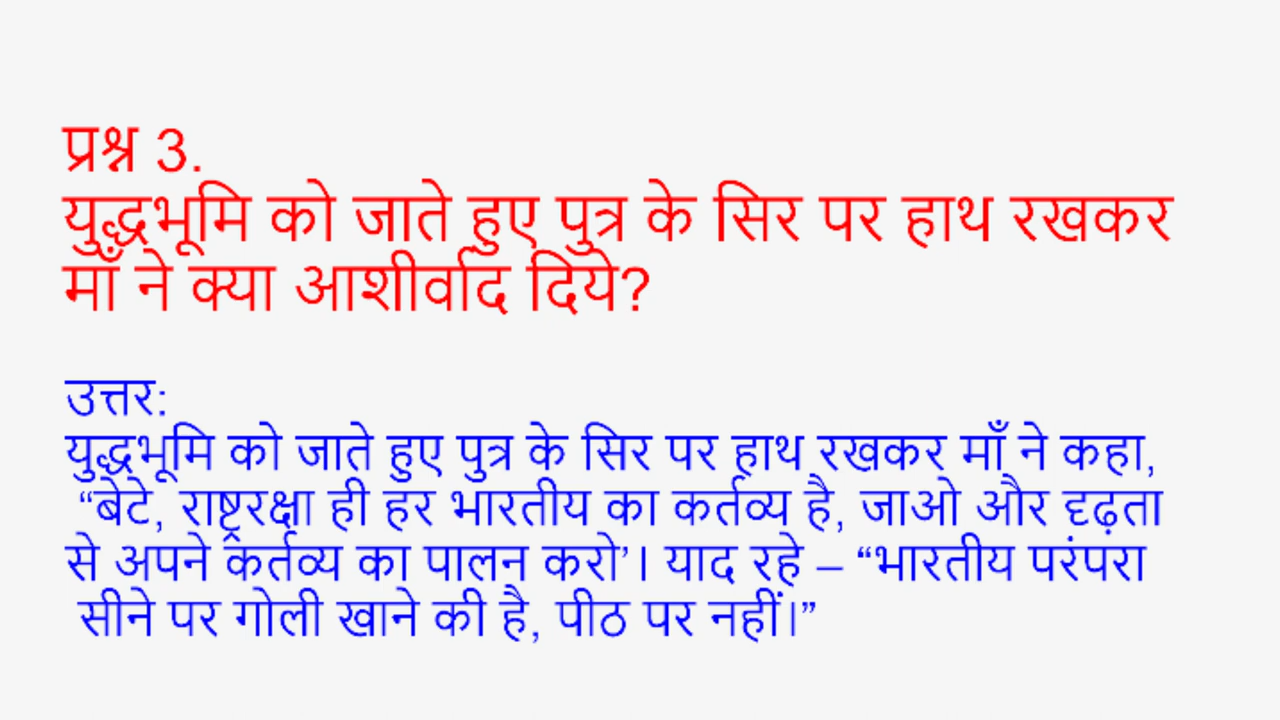 प्रश्न 3.
युद्धभूमि को जाते हुए पुत्र के सिर पर हाथ रखकर
माँ ने क्या आशीर्वाद दिये?
उत्तर:
युद्धभूमि को जाते हुए पुत्र के सिर पर हाथ रखकर माँ ने कहा,
“बेटे, राष्ट्ररक्षा ही हर भारतीय का कर्तव्य है, जाओ और दृढ़ता
से अपने कर्तव्य का पालन करो’। याद रहे – “भारतीय परंपरा
सीने पर गोली खाने की है, पीठ पर नहीं।”